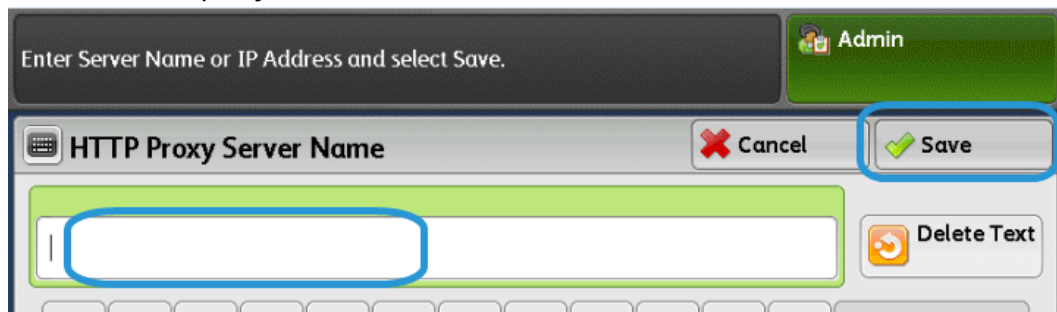 Enter Server Name or IP Address and select Save.
Admin
HTTP Proxy Server Name
Cancel
Save
Delete Text